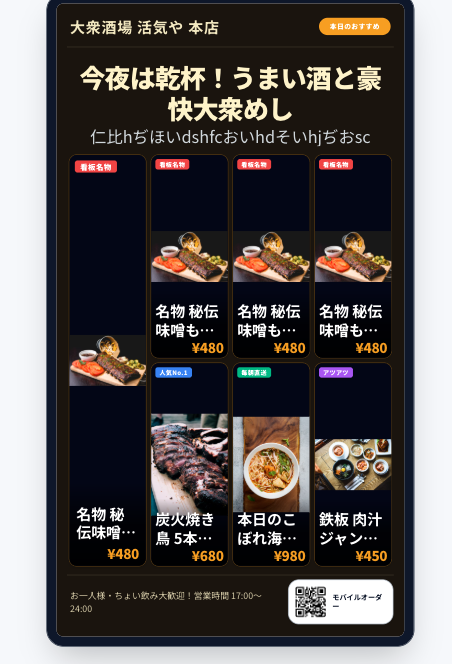 大衆酒場 活気や 本店
本日のおすすめ
今夜は乾杯！うまい酒と豪
快大衆めし
仁比hぢほいdshfcおいhdそいhjぢおsc
看板名物
名物 秘
伝味噌…
¥480
看板名物
名物 秘伝
味噌も…
¥480
看板名物
名物 秘伝
味噌も…
¥480
看板名物
名物 秘伝
味噌も…
¥480
人気No.1
炭火焼き
鳥 5本…
¥680
毎朝直送
本日のこ
ぼれ海…
¥980
アツアツ
鉄板 肉汁
ジャン…
¥450
お一人様・ちょい飲み大歓迎！営業時間 17:00〜
24:00
モバイルオーダ
ー